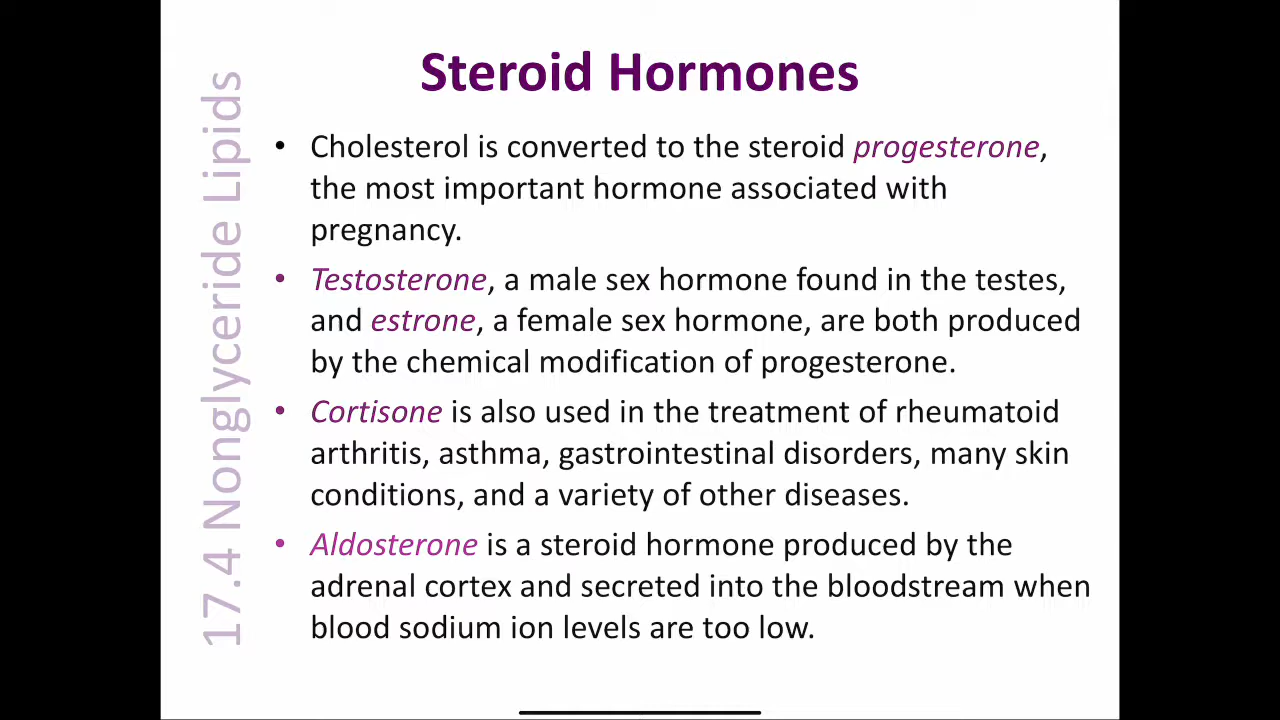 Steroid Hormones
17.4 Nonglyceride Lipids
• Cholesterol is converted to the steroid progesterone,
the most important hormone associated with
pregnancy.
• Testosterone, a male sex hormone found in the testes,
and estrone, a female sex hormone, are both produced
by the chemical modification of progesterone.
• Cortisone is also used in the treatment of rheumatoid
arthritis, asthma, gastrointestinal disorders, many skin
conditions, and a variety of other diseases.
• Aldosterone is a steroid hormone produced by the
adrenal cortex and secreted into the bloodstream when
blood sodium ion levels are too low.